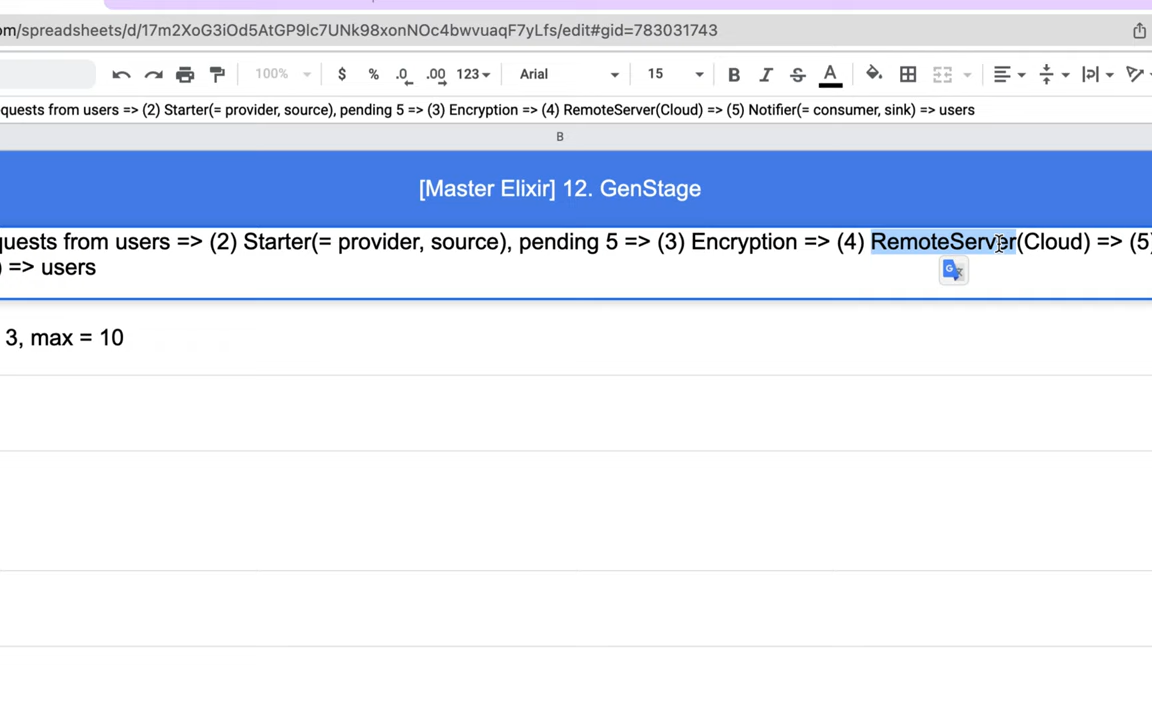 om/spreadsheets/d/17m2XoG3iOd5AtGP9lc7UNk98xonNOc4bwvuaqF7yLfs/edit#gid=783031743
100% $ % .0 .00 123 Arial 15 B I S A
quests from users => (2) Starter(= provider, source), pending 5 => (3) Encryption => (4) RemoteServer(Cloud) => (5) Notifier(= consumer, sink) => users
B
[Master Elixir] 12. GenStage
quests from users => (2) Starter(= provider, source), pending 5 => (3) Encryption => (4) RemoteServer(Cloud) => (5)
) => users
3, max = 10